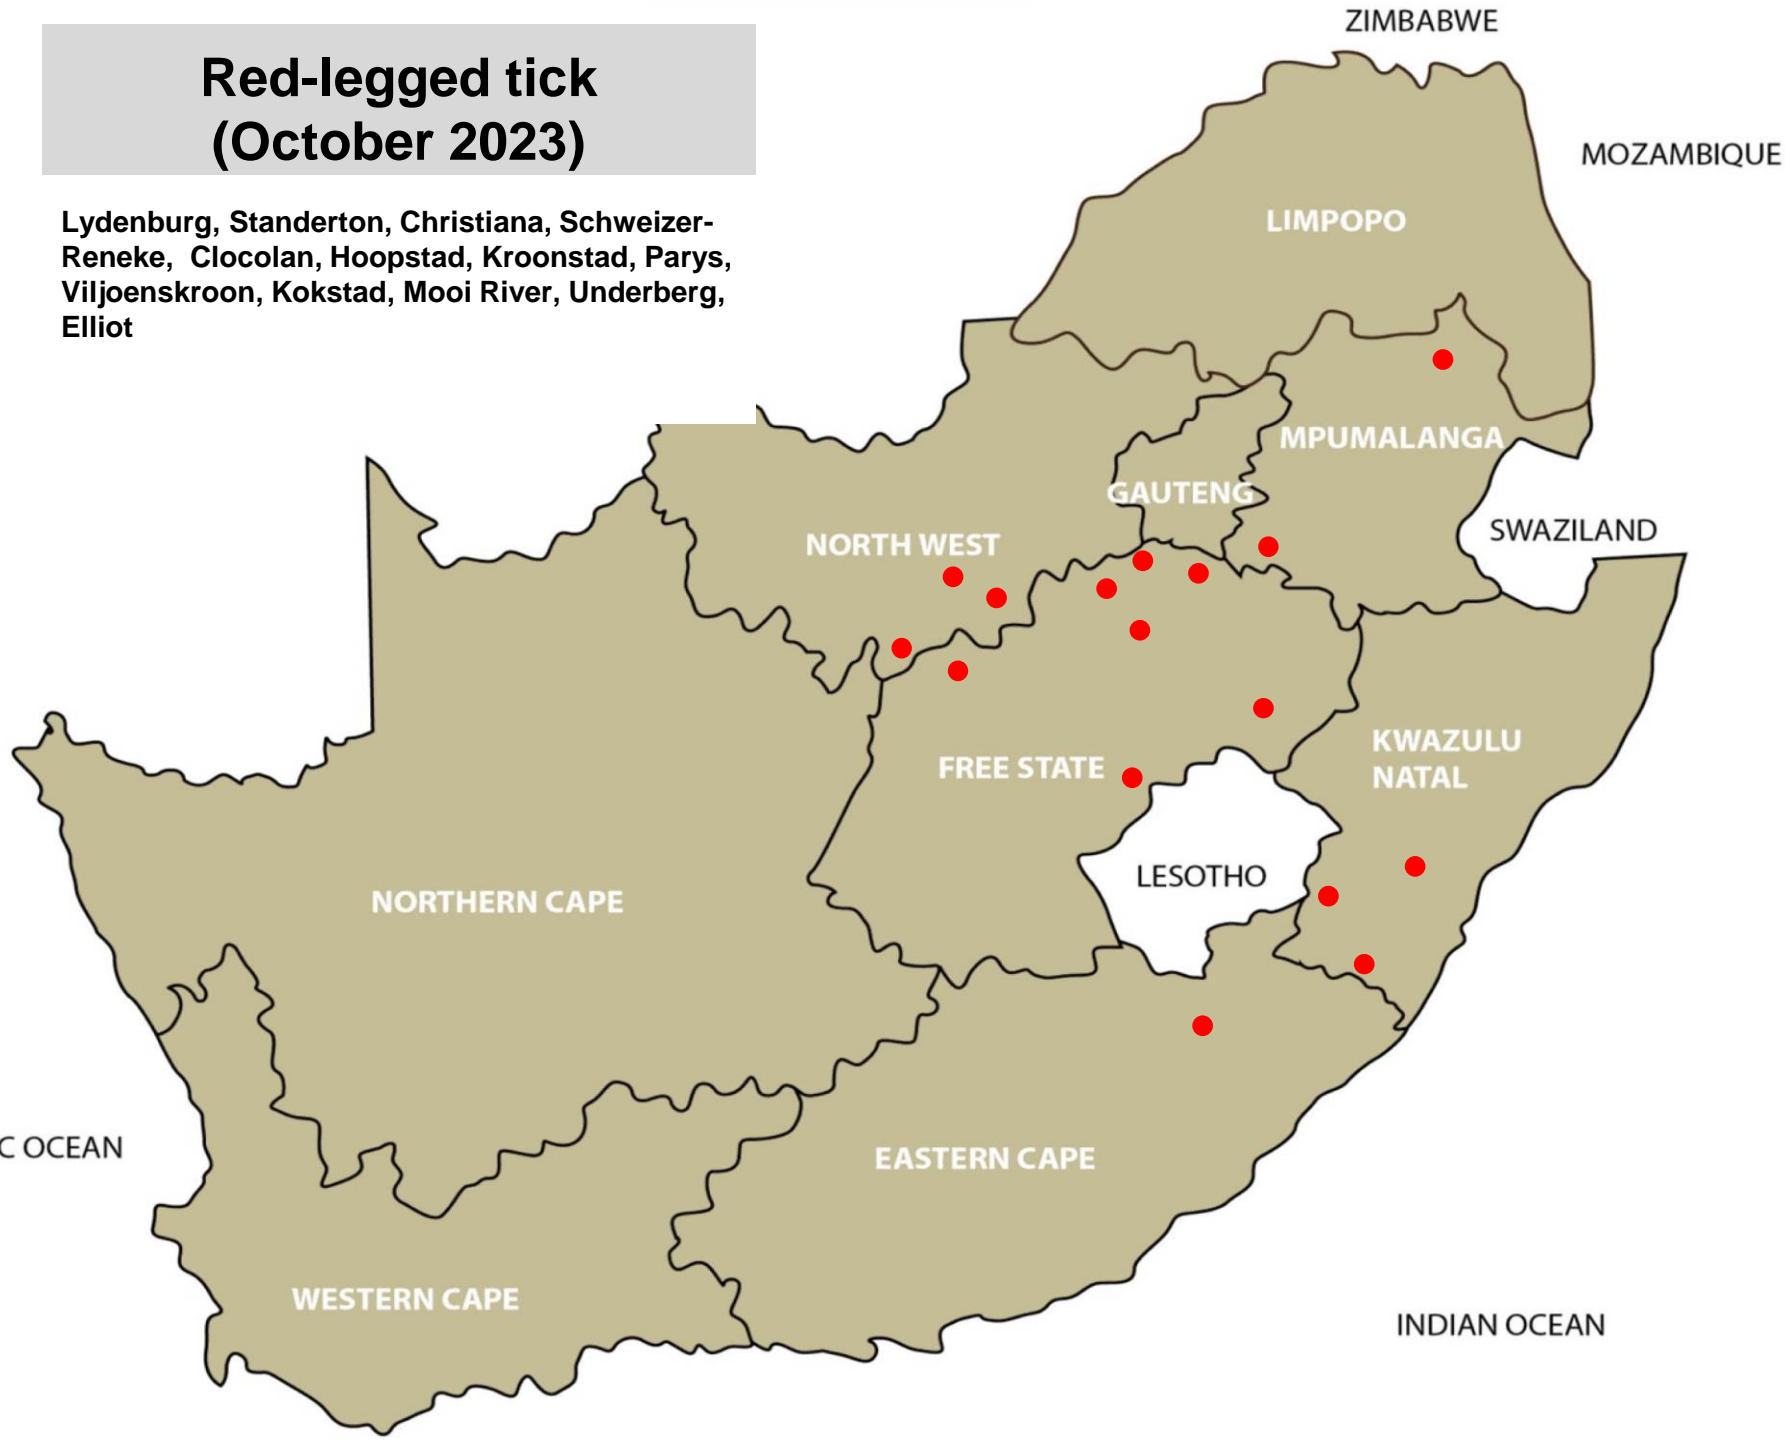 Red-legged tick
(October 2023)
Lydenburg, Standerton, Christiana, Schweizer-
Reneke, Clocolan, Hoopstad, Kroonstad, Parys,
Viljoenskroon, Kokstad, Mooi River, Underberg,
Elliot
ZIMBABWE
MOZAMBIQUE
LIMPOPO
MPUMALANGA
GAUTENG
SWAZILAND
NORTH WEST
KWAZULU
NATAL
FREE STATE
LESOTHO
NORTHERN CAPE
C OCEAN
EASTERN CAPE
WESTERN CAPE
INDIAN OCEAN